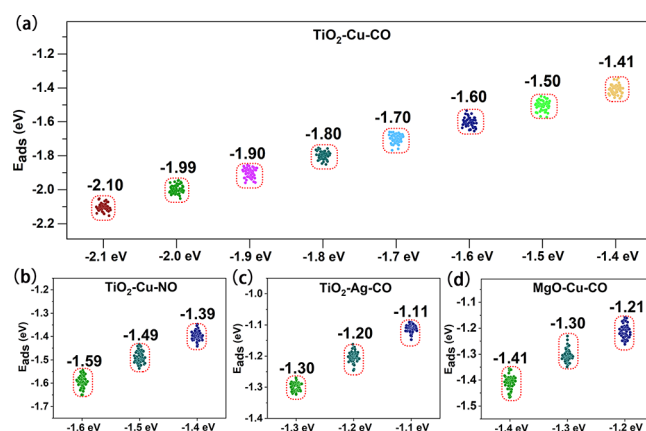 (a)
TiO2-Cu-CO
Eads (eV)
-1.2
-1.4
-1.6
-1.8
-2.0
-2.2
-2.10
-1.99
-1.90
-1.80
-1.70
-1.60
-1.50
-1.41
-2.1 eV
-2.0 eV
-1.9 eV
-1.8 eV
-1.7 eV
-1.6 eV
-1.5 eV
-1.4 eV
(b)
TiO2-Cu-NO
Eads (eV)
-1.2
-1.3
-1.4
-1.5
-1.6
-1.7
-1.59
-1.49
-1.39
-1.6 eV
-1.5 eV
-1.4 eV
(c)
TiO2-Ag-CO
Eads(eV)
-1.0
-1.1
-1.2
-1.3
-1.4
-1.30
-1.20
-1.11
-1.3 eV
-1.2 eV
-1.1 eV
(d)
MgO-Cu-CO
Eads (eV)
-1.1
-1.2
-1.3
-1.4
-1.5
-1.41
-1.30
-1.21
-1.4 eV
-1.3 eV
-1.2 eV